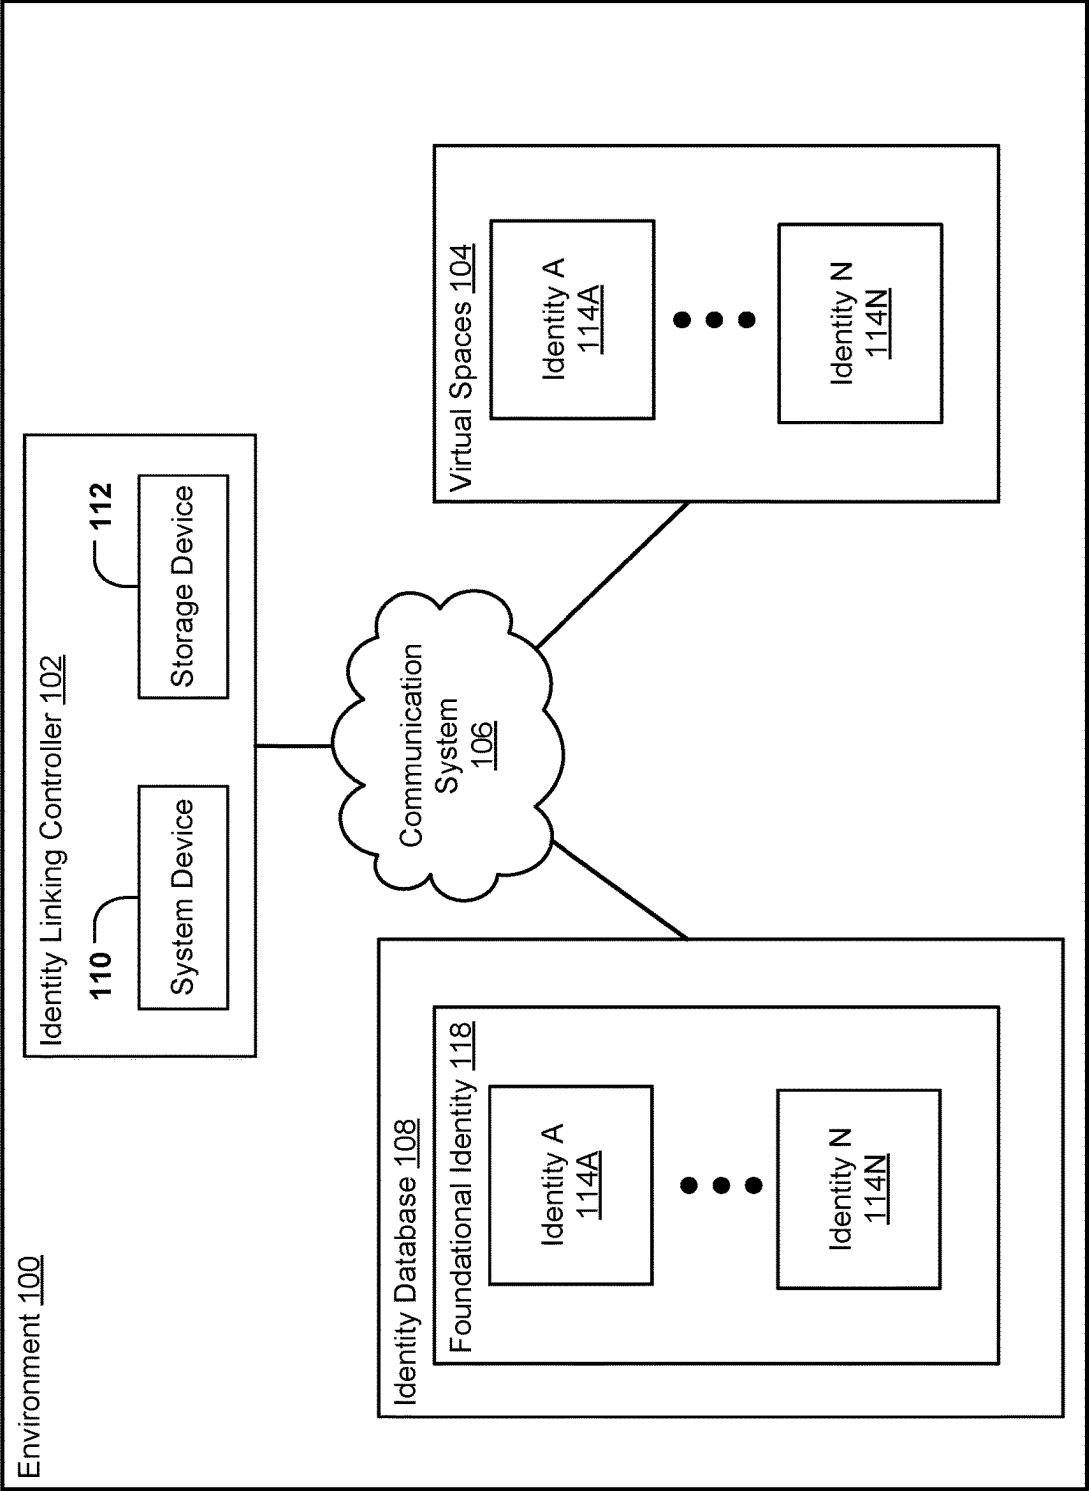 Environment 100
Identity Linking Controller 102
110
112
System Device
Storage Device
Communication
System
106
Identity Database 108
Foundational Identity 118
Identity A
114A
Identity N
114N
Virtual Spaces 104
Identity A
114A
Identity N
114N